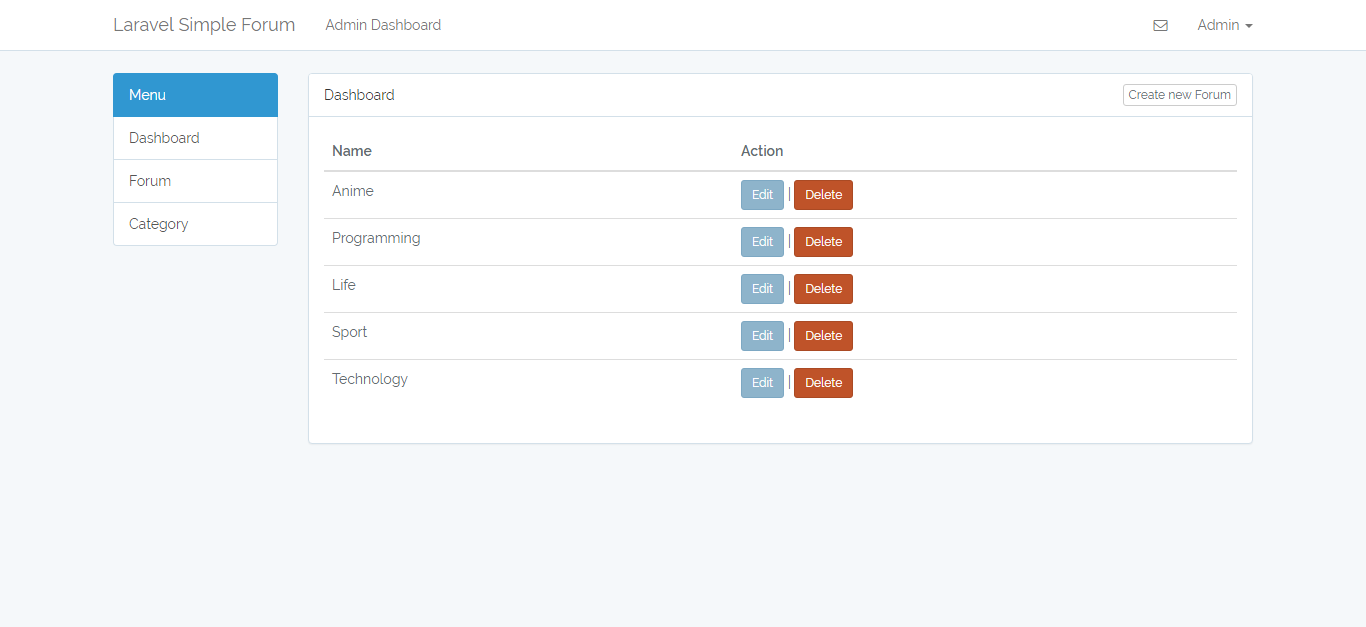 Laravel Simple Forum Admin Dashboard Admin
Menu
Dashboard
Forum
Category
Dashboard Create new Forum
Name Action
Anime Edit | Delete
Programming Edit | Delete
Life Edit | Delete
Sport Edit | Delete
Technology Edit | Delete